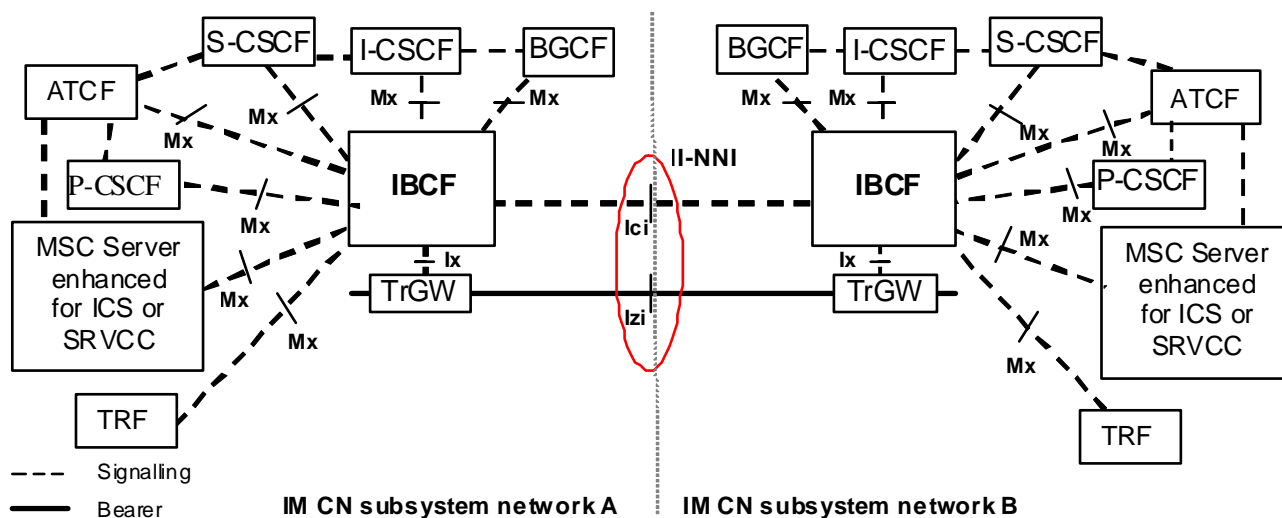 S-CSCF
I-CSCF
BGCF
ATCF
Mx
Mx
Mx
Mx
P-CSCF
IBCF
Mx
MSC Server
enhanced
for ICS or
SRVCC
Mx
Ix
TrGW
Mx
TRF
II-NNI
Ici
Izi
BGCF
I-CSCF
S-CSCF
ATCF
Mx
Mx
Mx
Mx
IBCF
P-CSCF
Mx
Mx
MSC Server
enhanced
for ICS or
SRVCC
Ix
TrGW
Mx
TRF
Signalling
Bearer
IM CN subsystem network A
IM CN subsystem network B